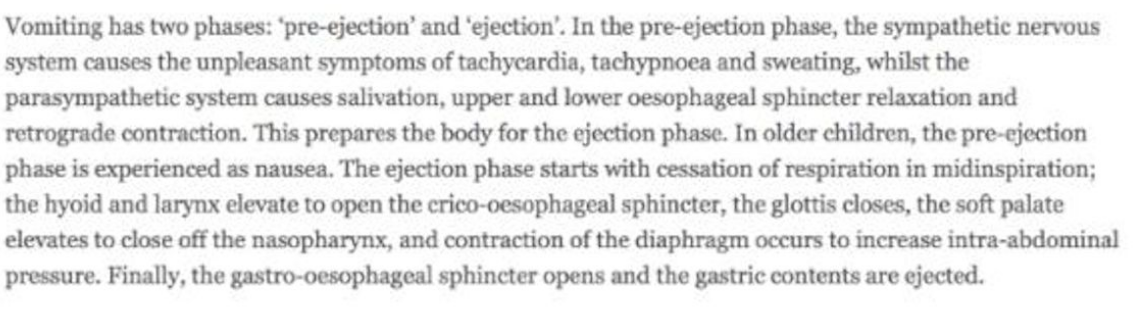 Vomiting has two phases: ‘pre-ejection’ and ‘ejection’. In the pre-ejection phase, the sympathetic nervous
system causes the unpleasant symptoms of tachycardia, tachypnoea and sweating, whilst the
parasympathetic system causes salivation, upper and lower oesophageal sphincter relaxation and
retrograde contraction. This prepares the body for the ejection phase. In older children, the pre-ejection
phase is experienced as nausea. The ejection phase starts with cessation of respiration in midinspiration;
the hyoid and larynx elevate to open the crico-oesophageal sphincter, the glottis closes, the soft palate
elevates to close off the nasopharynx, and contraction of the diaphragm occurs to increase intra-abdominal
pressure. Finally, the gastro-oesophageal sphincter opens and the gastric contents are ejected.